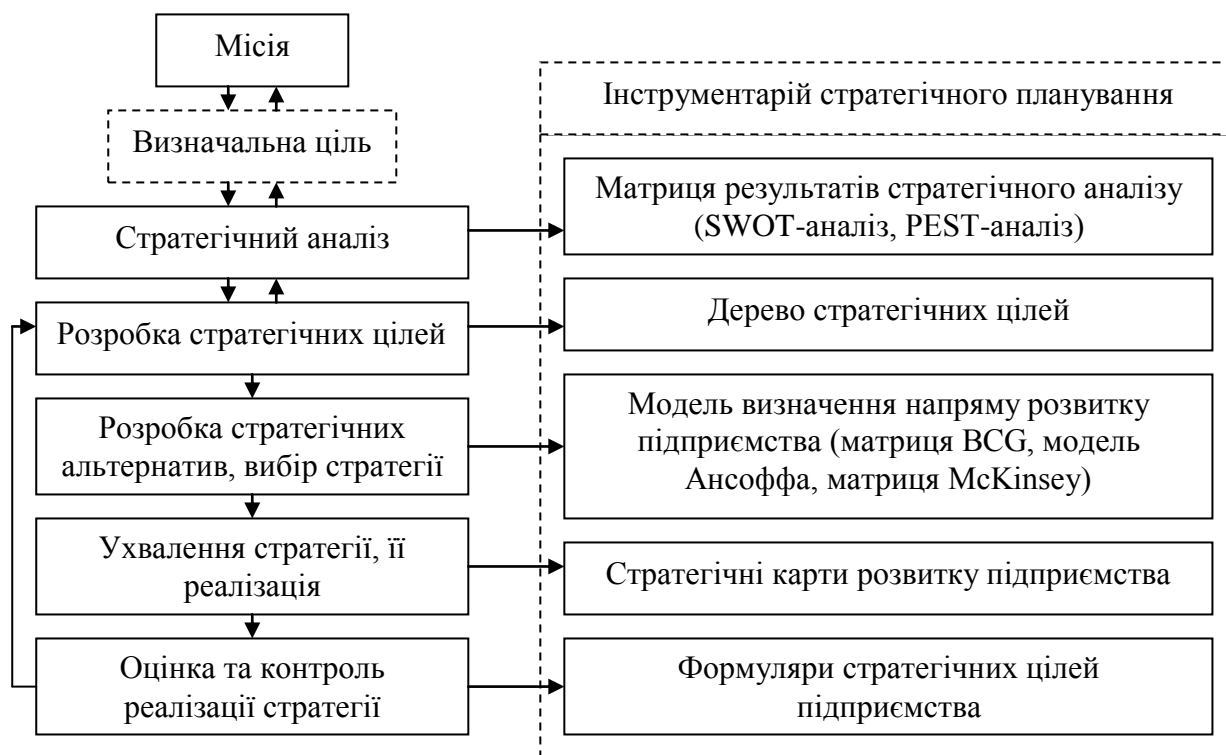 Місія
Визначальна ціль
Стратегічний аналіз
Розробка стратегічних цілей
Розробка стратегічних
альтернатив, вибір стратегії
Ухвалення стратегії, її
реалізація
Оцінка та контроль
реалізації стратегії
Інструментарій стратегічного планування
Матриця результатів стратегічного аналізу
(SWOT-аналіз, PEST-аналіз)
Дерево стратегічних цілей
Модель визначення напряму розвитку
підприємства (матриця BCG, модель
Ансоффа, матриця McKinsey)
Стратегічні карти розвитку підприємства
Формуляри стратегічних цілей
підприємства